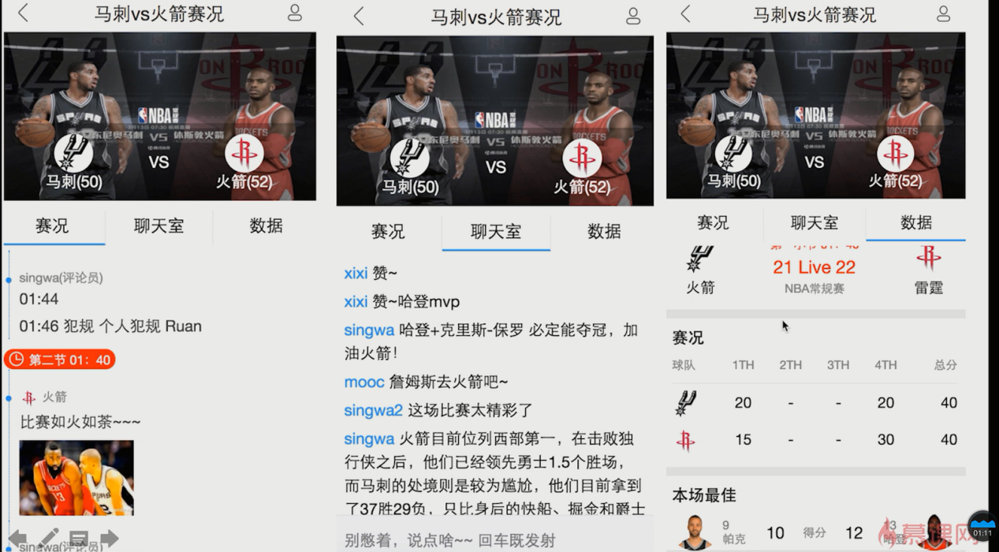 马刺vs火箭赛况
NBA
圣安东尼奥马刺 VS 休斯敦火箭
VS
马刺(50)
火箭(52)
赛况
聊天室
数据
singwa(评论员)
01:44
01:46 犯规 个人犯规 Ruan
第二节 01：40
火箭
比赛如火如荼~~~
singwa(评论员)
马刺vs火箭赛况
NBA
VS
马刺(50)
火箭(52)
赛况
聊天室
数据
xixi 赞~
xixi 赞~哈登mvp
singwa 哈登+克里斯-保罗 必定能夺冠，加
油火箭！
mooc 詹姆斯去火箭吧~
singwa2 这场比赛太精彩了
singwa 火箭目前位列西部第一，在击败独
行侠之后，他们已经领先勇士1.5个胜场，
而马刺的处境则是较为尴尬，他们目前拿到
了37胜29负，只比身后的快船、掘金和爵士
别憋着，说点啥~~ 回车既发射
马刺vs火箭赛况
NBA
VS
马刺(50)
火箭(52)
赛况
聊天室
数据
21 Live 22
火箭
NBA常规赛
雷霆
赛况
球队 1TH 2TH 3TH 4TH 总分
20 - - 20 40
15 - - 30 40
本场最佳
9
帕克
10 得分 12
13
哈登
慕课网
01:11